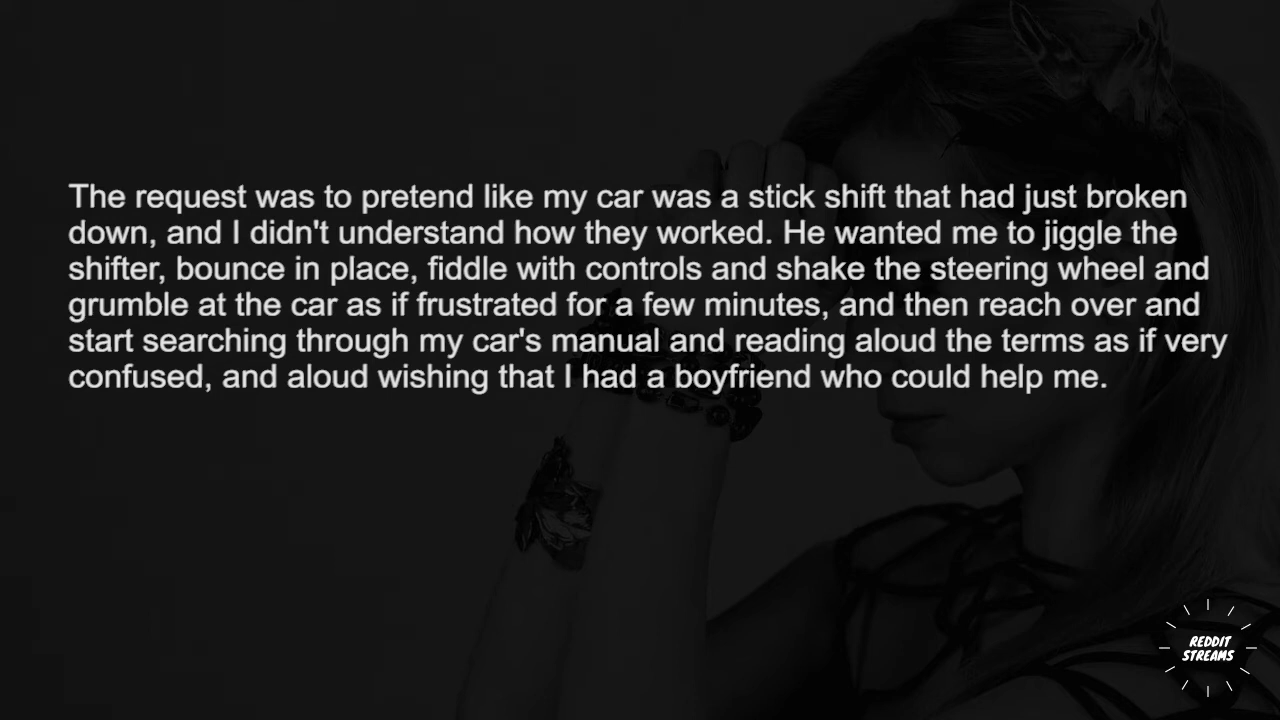 The request was to pretend like my car was a stick shift that had just broken
down, and I didn't understand how they worked. He wanted me to jiggle the
shifter, bounce in place, fiddle with controls and shake the steering wheel and
grumble at the car as if frustrated for a few minutes, and then reach over and
start searching through my car's manual and reading aloud the terms as if very
confused, and aloud wishing that I had a boyfriend who could help me.
REDDIT
STREAMS